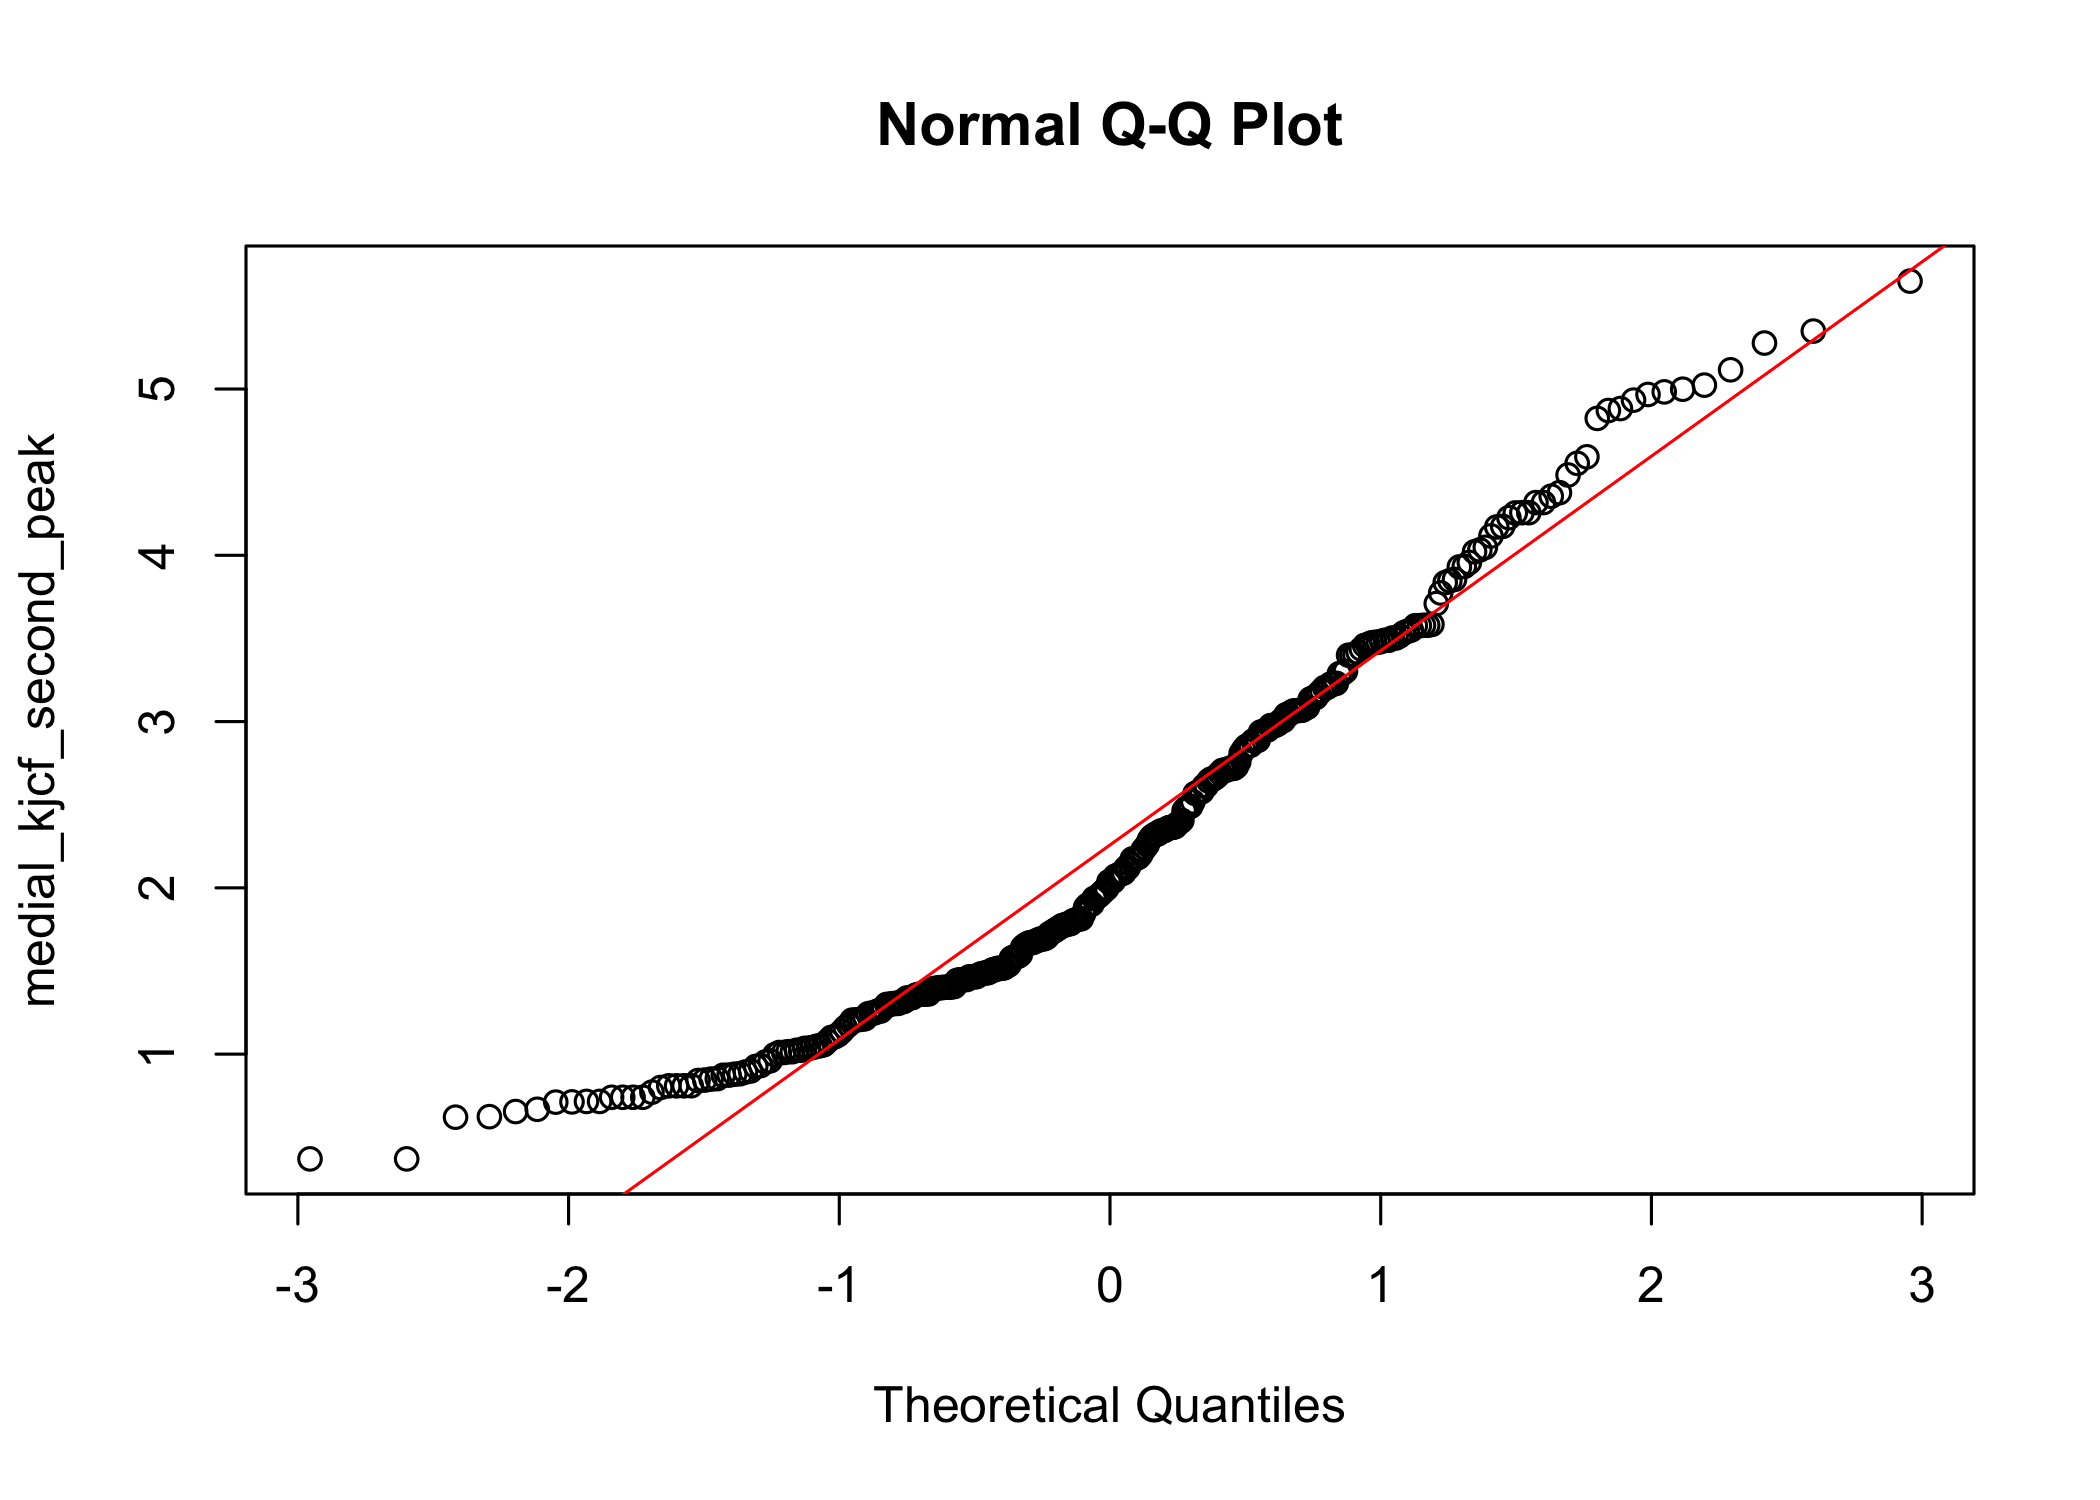 Normal Q-Q Plot
medial_kjcf_second_peak
5
4
3
2
1
-3 -2 -1 0 1 2 3
Theoretical Quantiles